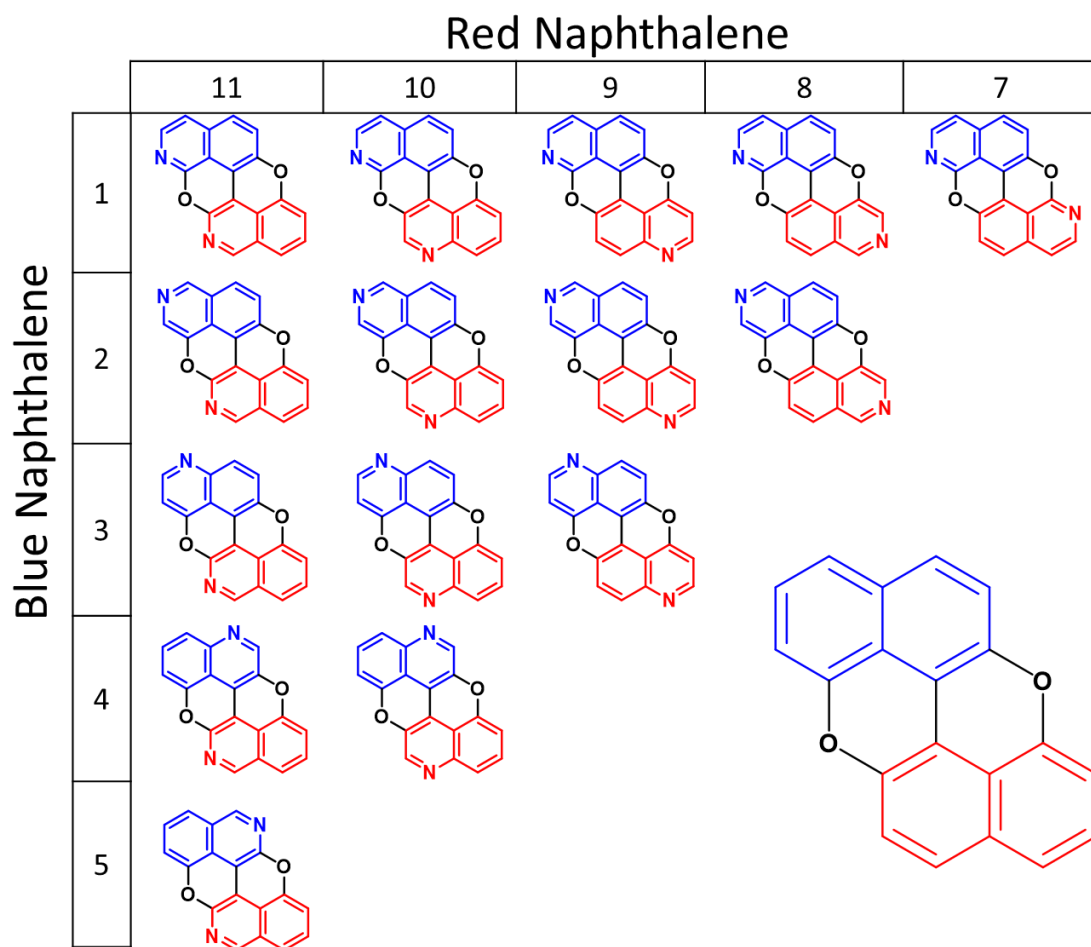 Red Naphthalene
11 10 9 8 7
Blue Naphthalene
N N N N N
O O O O O
1 O O O O O
N
N N
N N
N N N N
O O O O
2 O O O O
N N
N N
N N N
O O O
3 O O O
N
N N
N N
O O
4 O O
N
N
O
O
N
O
5 O
N